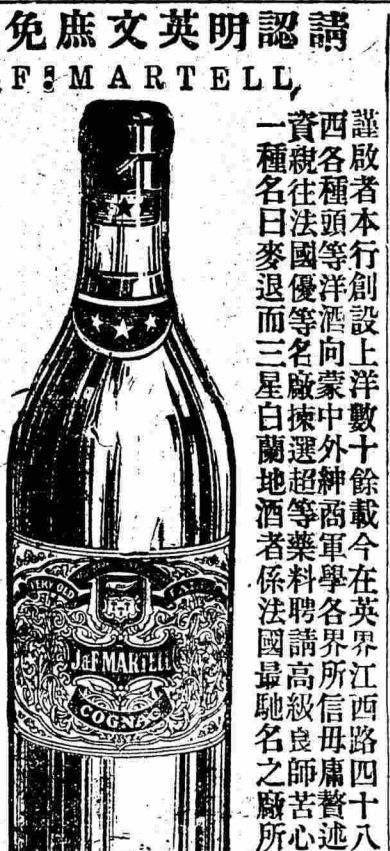 請認明英文庶免
F: MARTELL,
謹啟者本行創設上洋數十餘載今在英界江西路四十八
西各種頭等洋酒向蒙中外紳商軍學各界所信毋庸贅述
資親往法國優等名廠揀選超等藥料聘請高級良師苦心
一種名曰麥退而三星白蘭地酒者係法國最馳名之廠所
VERY OLD
J&F MARTELL
COGNAC